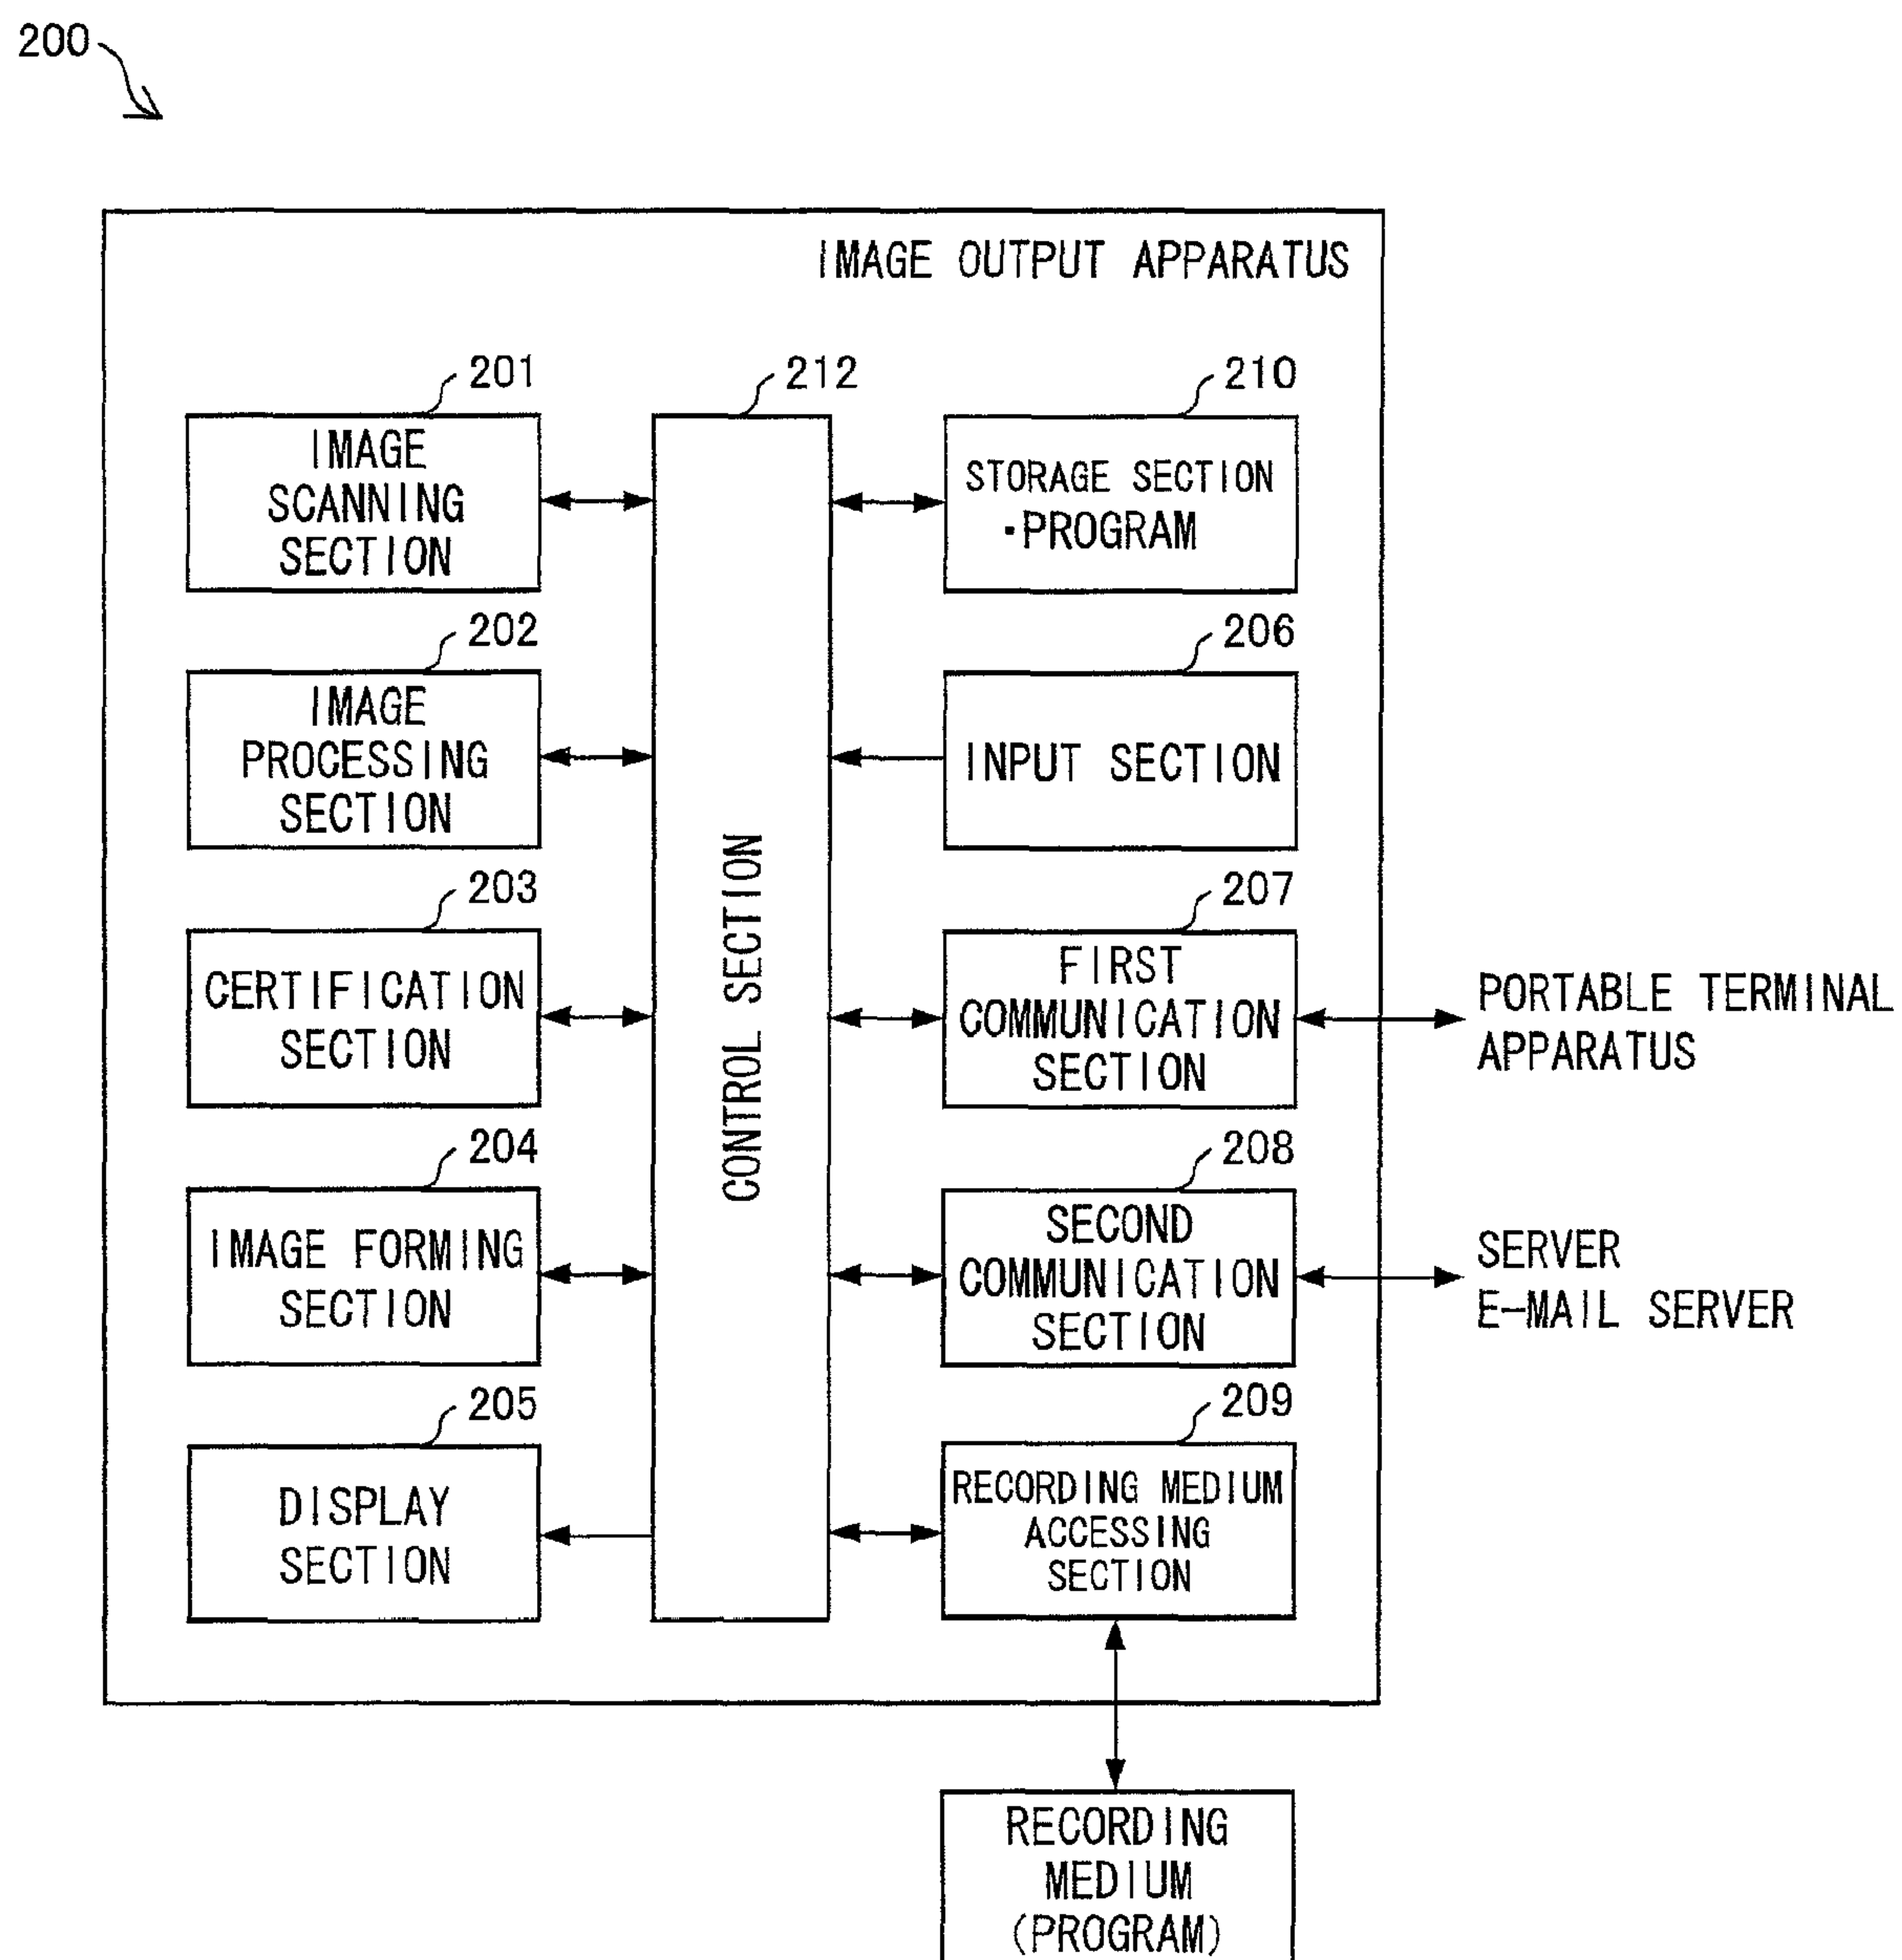 200
IMAGE OUTPUT APPARATUS
201
IMAGE
SCANNING
SECTION
202
IMAGE
PROCESSING
SECTION
203
CERTIFICATION
SECTION
204
IMAGE FORMING
SECTION
205
DISPLAY
SECTION
212
CONTROL SECTION
210
STORAGE SECTION
・PROGRAM
206
INPUT SECTION
207
FIRST
COMMUNICATION
SECTION
PORTABLE TERMINAL
APPARATUS
208
SECOND
COMMUNICATION
SECTION
SERVER
E-MAIL SERVER
209
RECORDING MEDIUM
ACCESSING
SECTION
RECORDING
MEDIUM
(PROGRAM)